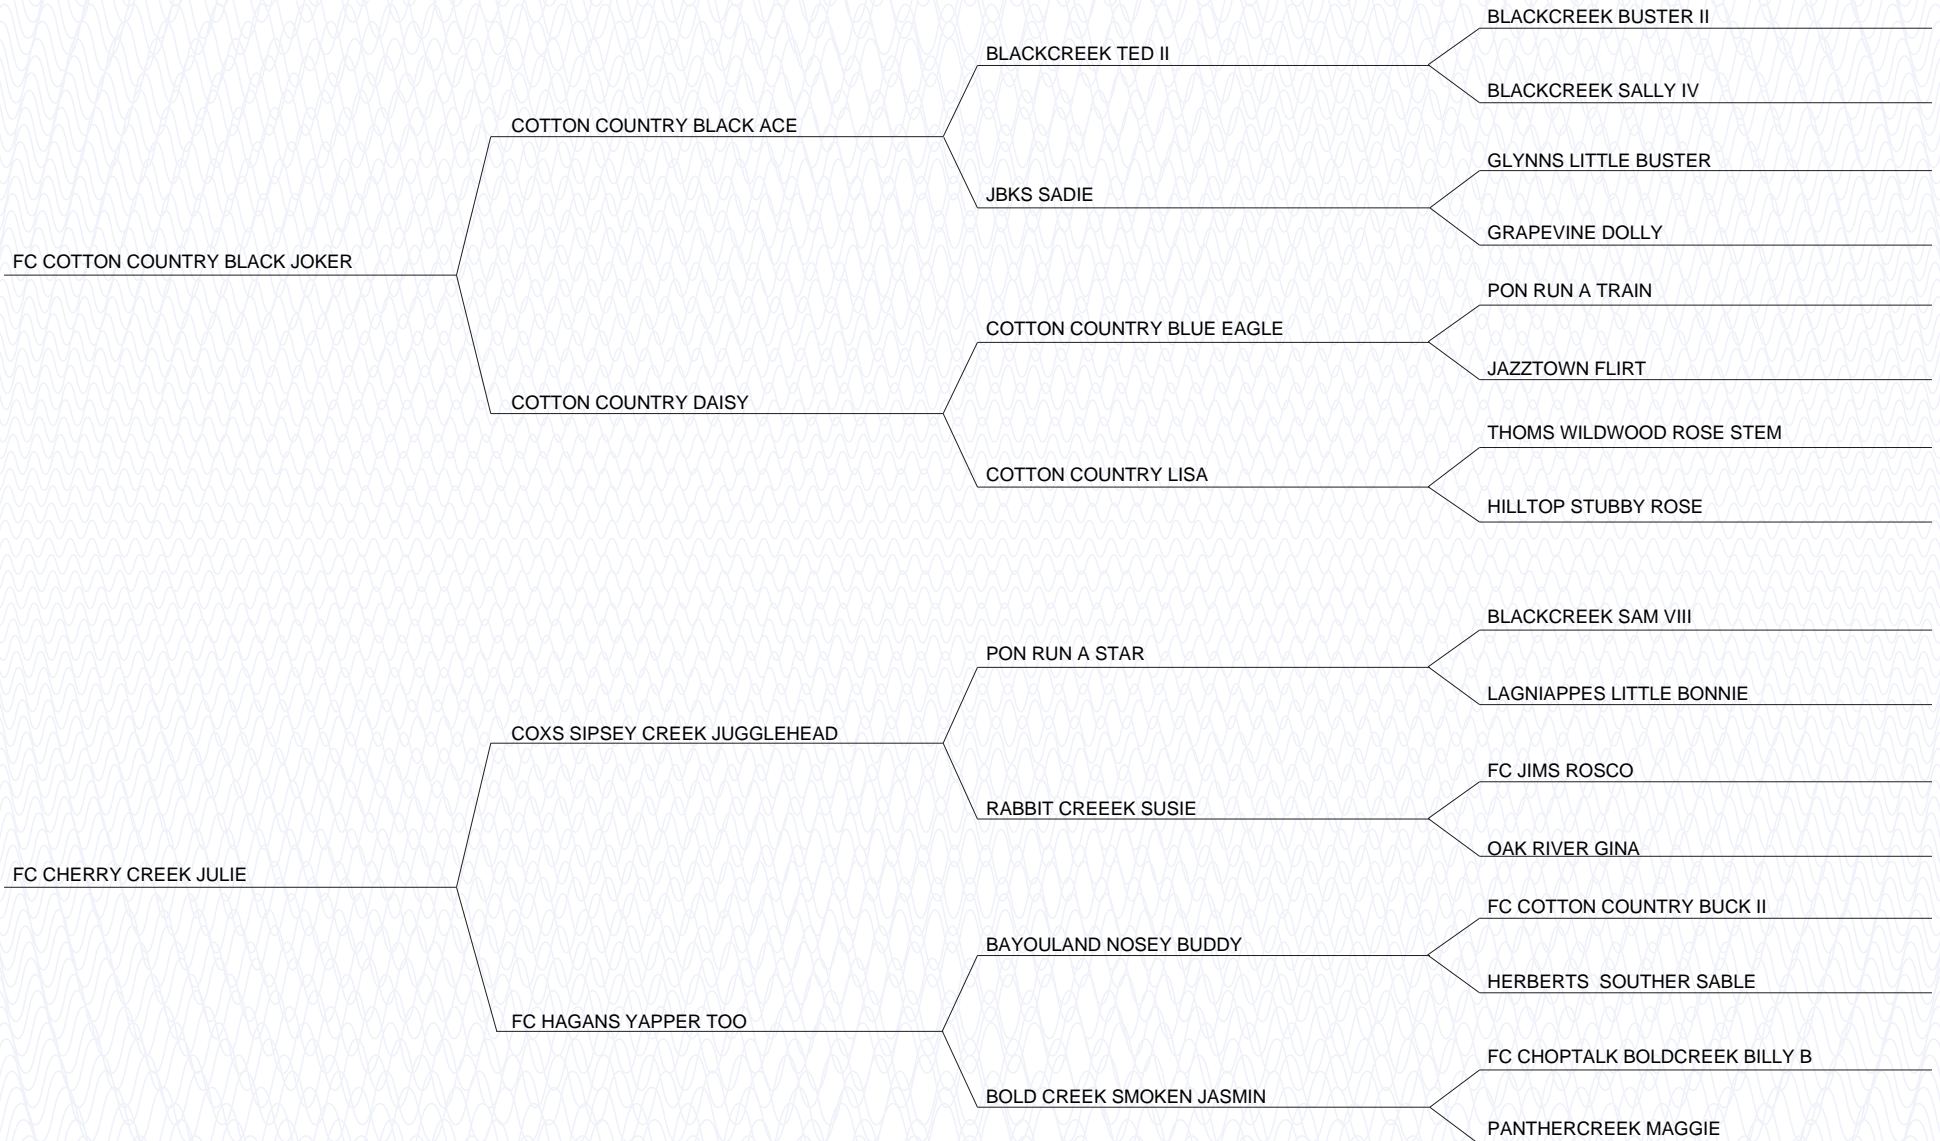 BLACKCREEK BUSTER II
BLACKCREEK TED II
BLACKCREEK SALLY IV
COTTON COUNTRY BLACK ACE
GLYNNS LITTLE BUSTER
JBKS SADIE
GRAPEVINE DOLLY
FC COTTON COUNTRY BLACK JOKER
PON RUN A TRAIN
COTTON COUNTRY BLUE EAGLE
JAZZTOWN FLIRT
COTTON COUNTRY DAISY
THOMS WILDWOOD ROSE STEM
COTTON COUNTRY LISA
HILLTOP STUBBY ROSE
BLACKCREEK SAM VIII
PON RUN A STAR
LAGNIAPPES LITTLE BONNIE
COXS SIPSEY CREEK JUGGLEHEAD
FC JIMS ROSCO
RABBIT CREEEK SUSIE
OAK RIVER GINA
FC CHERRY CREEK JULIE
FC COTTON COUNTRY BUCK II
BAYOULAND NOSEY BUDDY
HERBERTS  SOUTHER SABLE
FC HAGANS YAPPER TOO
FC CHOPTALK BOLDCREEK BILLY B
BOLD CREEK SMOKEN JASMIN
PANTHERCREEK MAGGIE